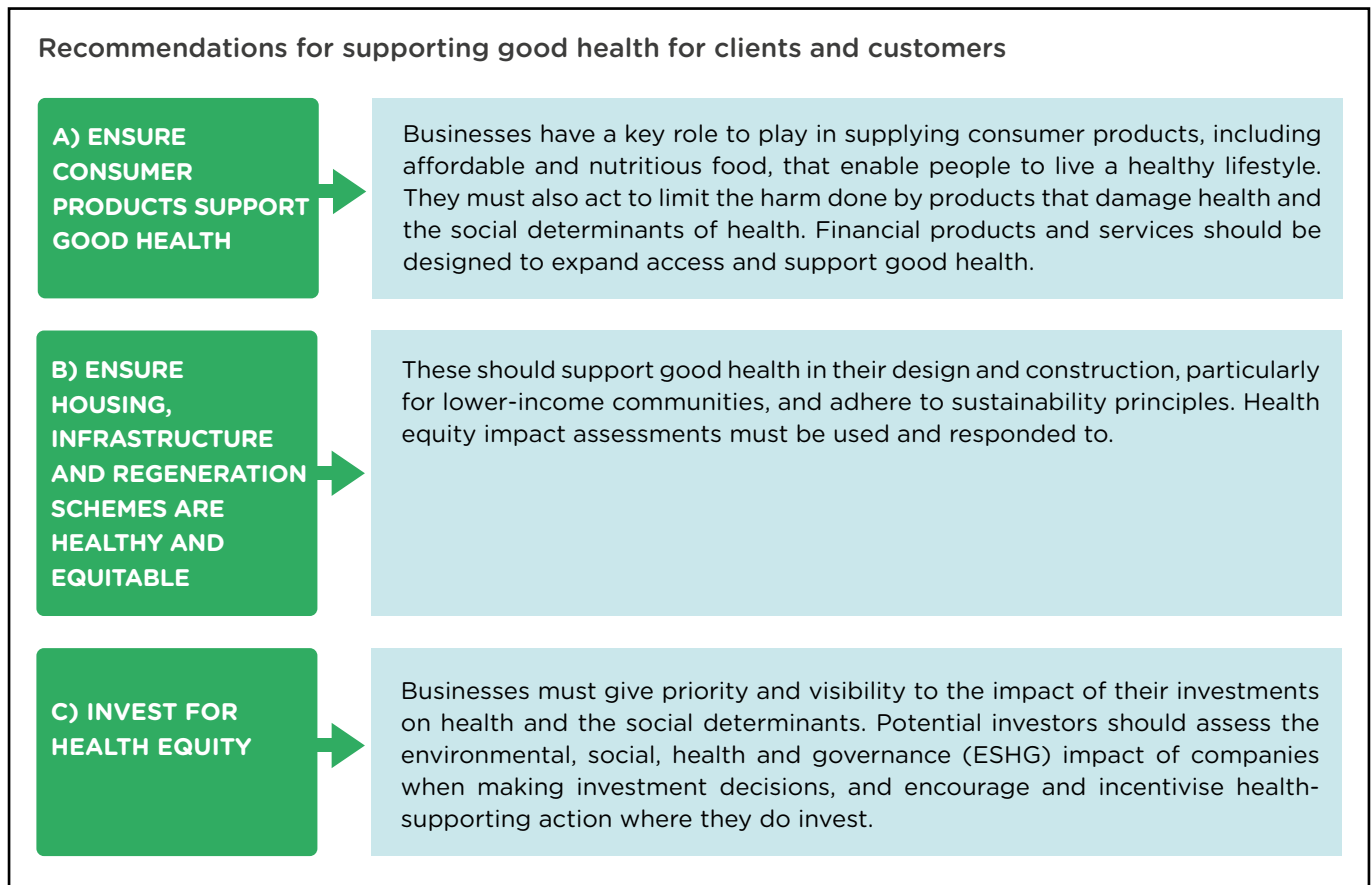 Recommendations for supporting good health for clients and customers
A) ENSURE
CONSUMER
PRODUCTS SUPPORT
GOOD HEALTH
Businesses have a key role to play in supplying consumer products, including
affordable and nutritious food, that enable people to live a healthy lifestyle.
They must also act to limit the harm done by products that damage health and
the social determinants of health. Financial products and services should be
designed to expand access and support good health.
B) ENSURE
HOUSING,
INFRASTRUCTURE
AND REGENERATION
SCHEMES ARE
HEALTHY AND
EQUITABLE
These should support good health in their design and construction, particularly
for lower-income communities, and adhere to sustainability principles. Health
equity impact assessments must be used and responded to.
C) INVEST FOR
HEALTH EQUITY
Businesses must give priority and visibility to the impact of their investments
on health and the social determinants. Potential investors should assess the
environmental, social, health and governance (ESHG) impact of companies
when making investment decisions, and encourage and incentivise health-
supporting action where they do invest.